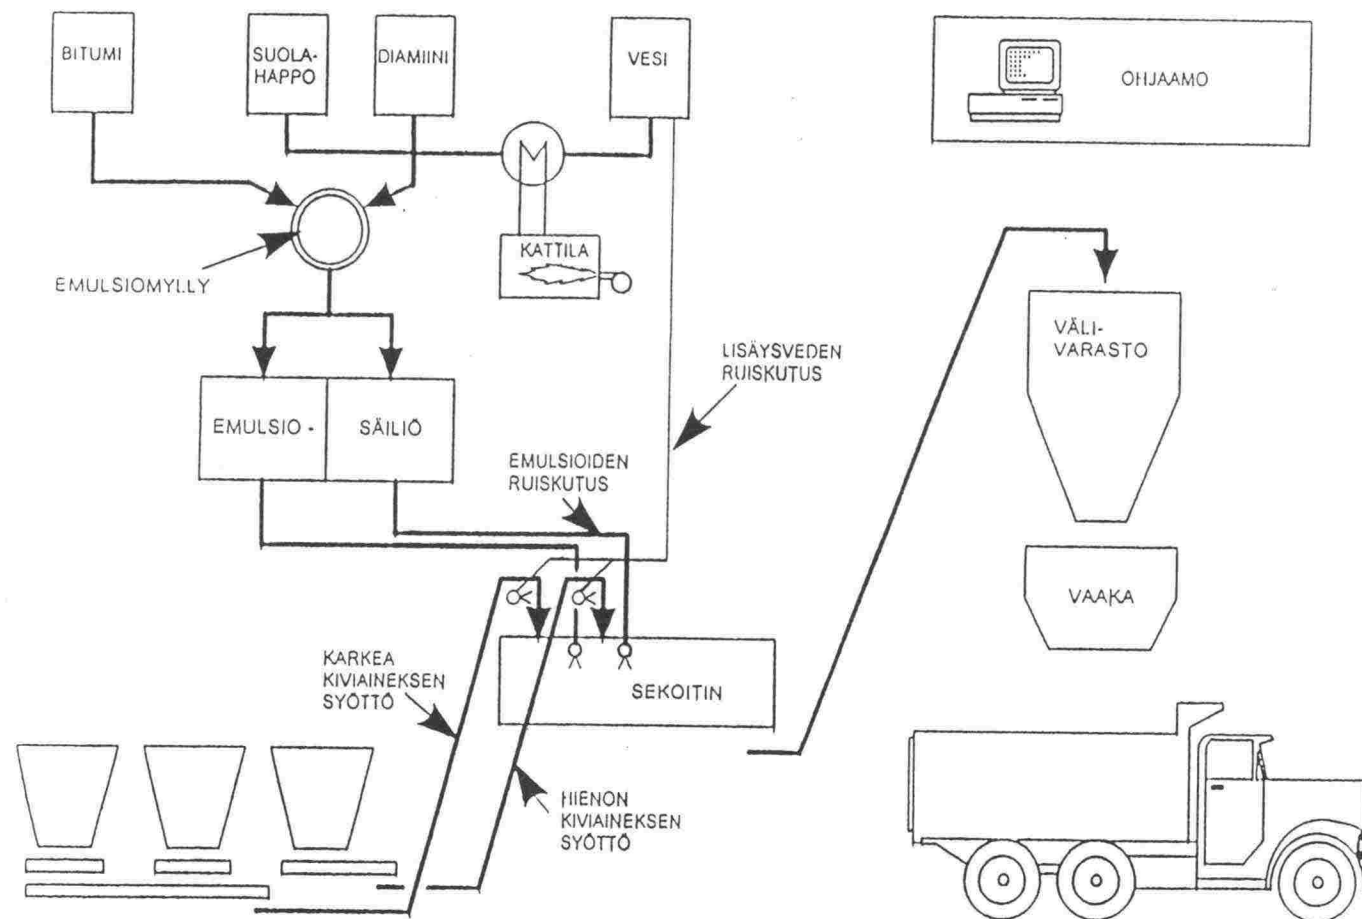 BITUMI
SUOLA-
HAPPO
DIAMIINI
VESI
OHJAAMO
KATTILA
EMULSIOMYLLY
VÄLI-
VARASTO
LISÄYSVEDEN
RUISKUTUS
EMULSIO - SÄILIÖ
EMULSIOIDEN
RUISKUTUS
VAAKA
KARKEA
KIVIAINEKSEN
SYÖTTÖ
SEKOITIN
HIENON
KIVIAINEKSEN
SYÖTTÖ